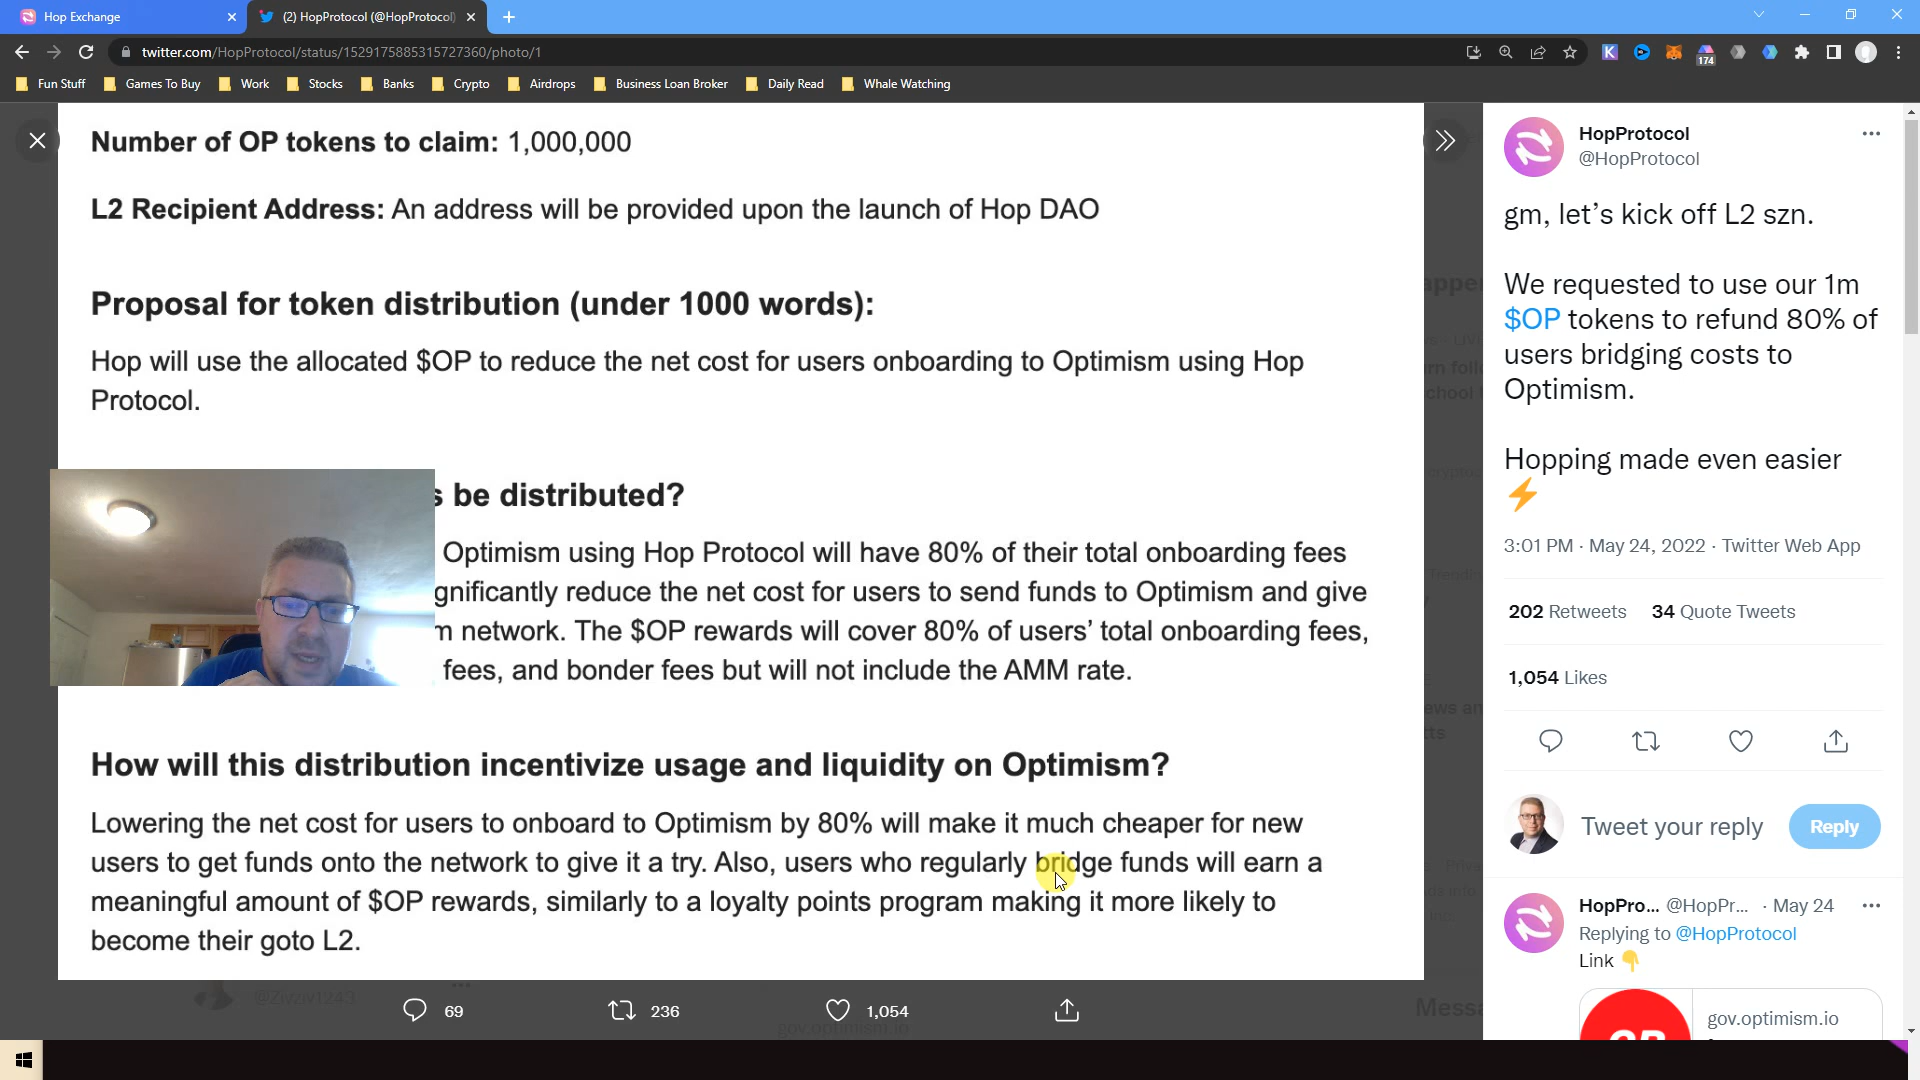 Hop Exchange
(2) HopProtocol (@HopProtocol)
twitter.com/HopProtocol/status/1529175885315727360/photo/1
174
Fun Stuff
Games To Buy
Work
Stocks
Banks
Crypto
Airdrops
Business Loan Broker
Daily Read
Whale Watching
Number of OP tokens to claim: 1,000,000
L2 Recipient Address: An address will be provided upon the launch of Hop DAO
Proposal for token distribution (under 1000 words):
Hop will use the allocated $OP to reduce the net cost for users onboarding to Optimism using Hop
Protocol.
s be distributed?
Optimism using Hop Protocol will have 80% of their total onboarding fees
gnificantly reduce the net cost for users to send funds to Optimism and give
m network. The $OP rewards will cover 80% of users’ total onboarding fees,
fees, and bonder fees but will not include the AMM rate.
How will this distribution incentivize usage and liquidity on Optimism?
Lowering the net cost for users to onboard to Optimism by 80% will make it much cheaper for new
users to get funds onto the network to give it a try. Also, users who regularly bridge funds will earn a
meaningful amount of $OP rewards, similarly to a loyalty points program making it more likely to
become their goto L2.
@Zivziv1243
69
236
1,054
gov.optimism.io
Messa
HopProtocol
@HopProtocol
gm, let’s kick off L2 szn.
We requested to use our 1m
$OP tokens to refund 80% of
users bridging costs to
Optimism.
Hopping made even easier
⚡
3:01 PM · May 24, 2022 · Twitter Web App
202 Retweets 34 Quote Tweets
1,054 Likes
Tweet your reply
Reply
HopPro... @HopPr... · May 24
Replying to @HopProtocol
Link 👇
gov.optimism.io